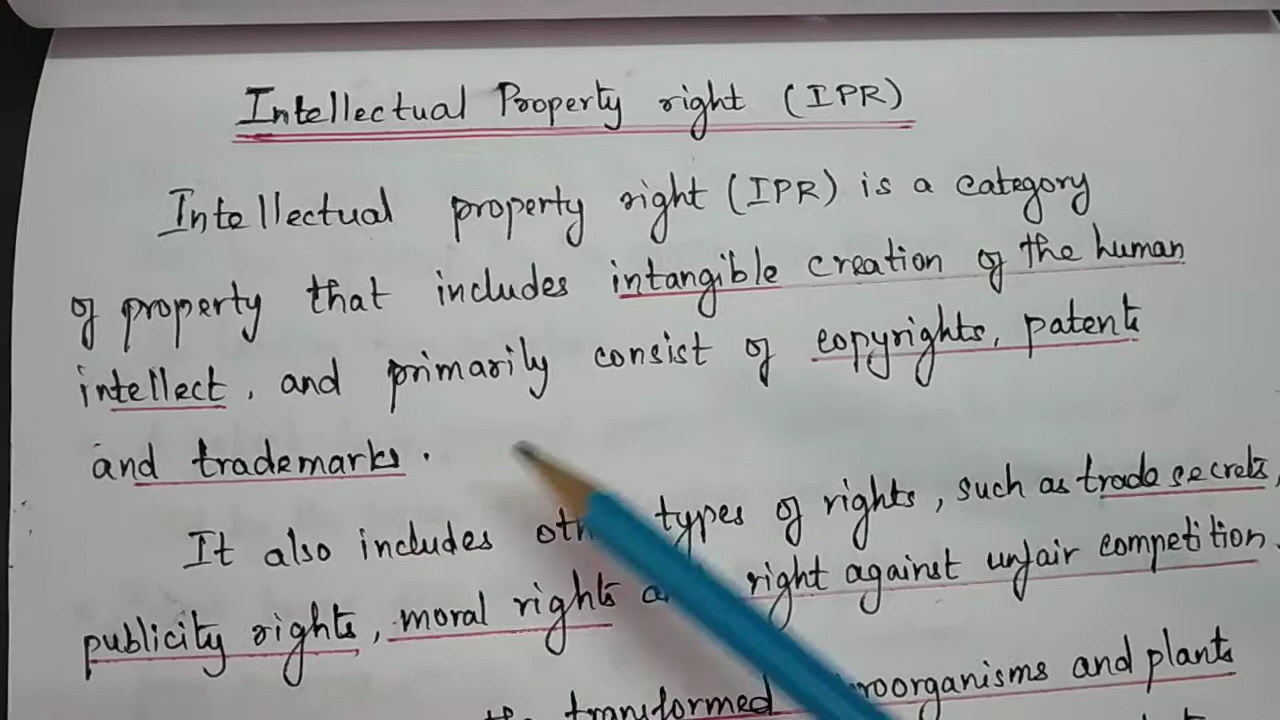 Intellectual Property right (IPR)
Intellectual property right (IPR) is a category
of property that includes intangible creation of the human
intellect, and primarily consist of copyrights, patents
and trademarks.
It also includes types of rights, such as trade secrets,
publicity rights, moral rights right against unfair competition.
transformed and plants